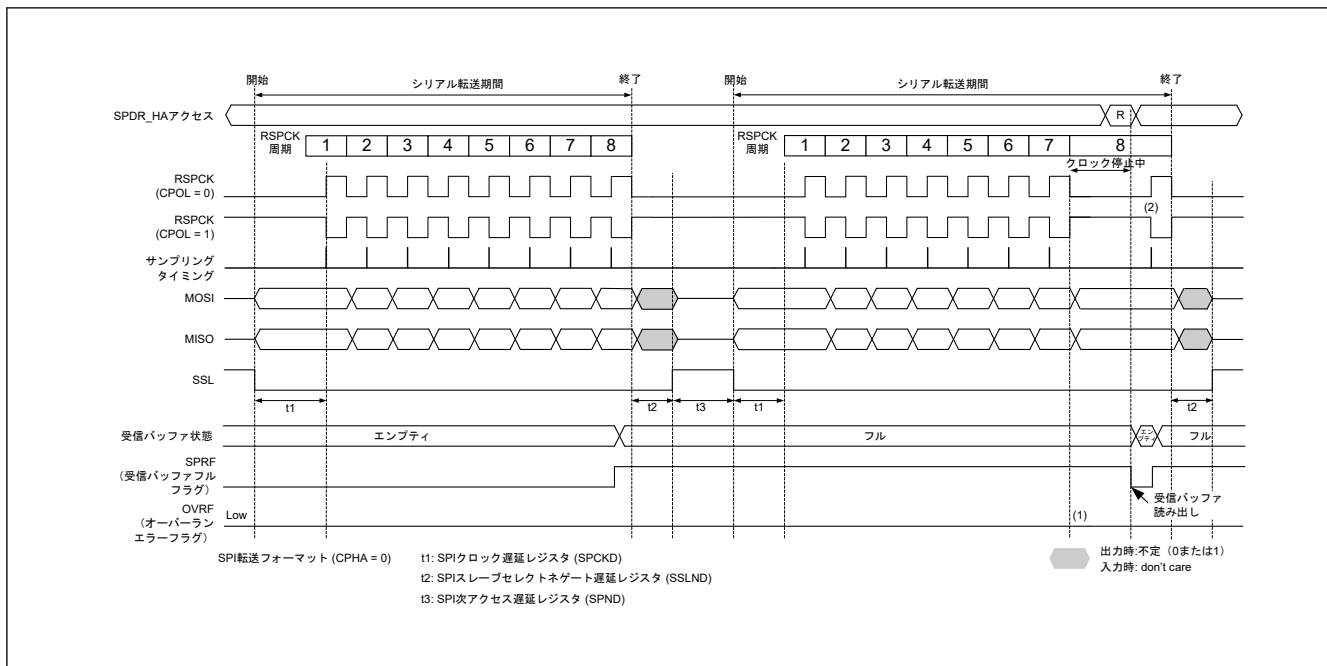 開始 シリアル転送期間 終了 開始 シリアル転送期間 終了
SPDR_HAアクセス R
RSPCK
周期 1 2 3 4 5 6 7 8 RSPCK
周期 1 2 3 4 5 6 7 8
クロック停止中
RSPCK
(CPOL = 0)
RSPCK
(CPOL = 1) (2)
サンプリング
タイミング
MOSI
MISO
SSL
t1 t2 t3 t1 t2
受信バッファ状態 エンプティ フル エンプティ フル
SPRF
(受信バッファフル
フラグ)
受信バッファ
読み出し
OVRF
(オーバーラン
エラーフラグ) Low (1)
SPI転送フォーマット (CPHA = 0)
t1: SPIクロック遅延レジスタ (SPCKD)
t2: SPIスレーブセレクトネゲート遅延レジスタ (SSLND)
t3: SPI次アクセス遅延レジスタ (SPND)
出力時:不定(0または1)
入力時: don't care